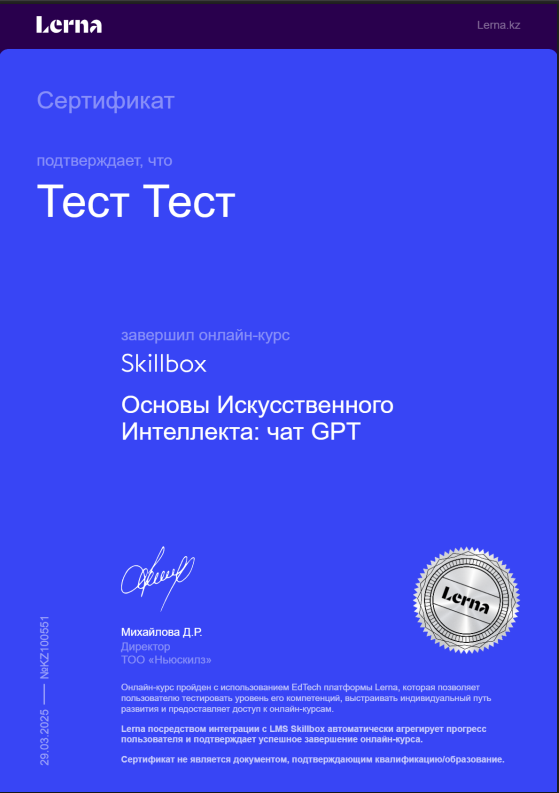 Lerna
Lerna.kz
Сертификат
подтверждает, что
Тест Тест
завершил онлайн-курс
Skillbox
Основы Искусственного
Интеллекта: чат GPT
Lerna
Михайлова Д.Р.
Директор
ТОО «Ньюскилз»
29.03.2025 — №KZ100551
Онлайн-курс пройден с использованием EdTech платформы Lerna, которая позволяет
пользователю тестировать уровень его компетенций, выстраивать индивидуальный путь
развития и предоставляет доступ к онлайн-курсам.
Lerna посредством интеграции с LMS Skillbox автоматически агрегирует прогресс
пользователя и подтверждает успешное завершение онлайн-курса.
Сертификат не является документом, подтверждающим квалификацию/образование.